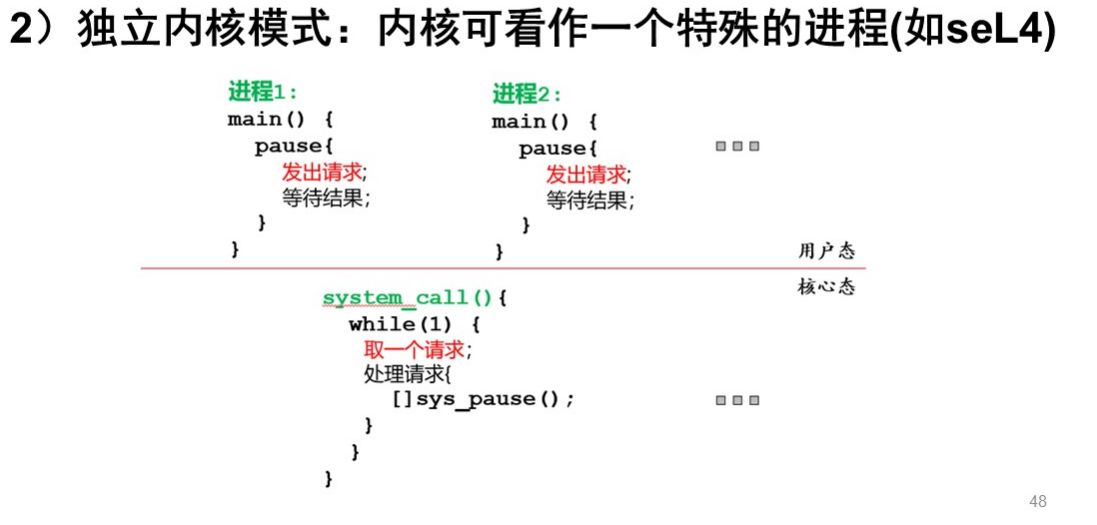 2）独立内核模式：内核可看作一个特殊的进程(如seL4)
进程1:
main() {
pause{
发出请求;
等待结果;
}
}
进程2:
main() {
pause{
发出请求;
等待结果;
}
}
用户态
核心态
system_call(){
while(1) {
取一个请求;
处理请求{
[]sys_pause();
}
}
}
48